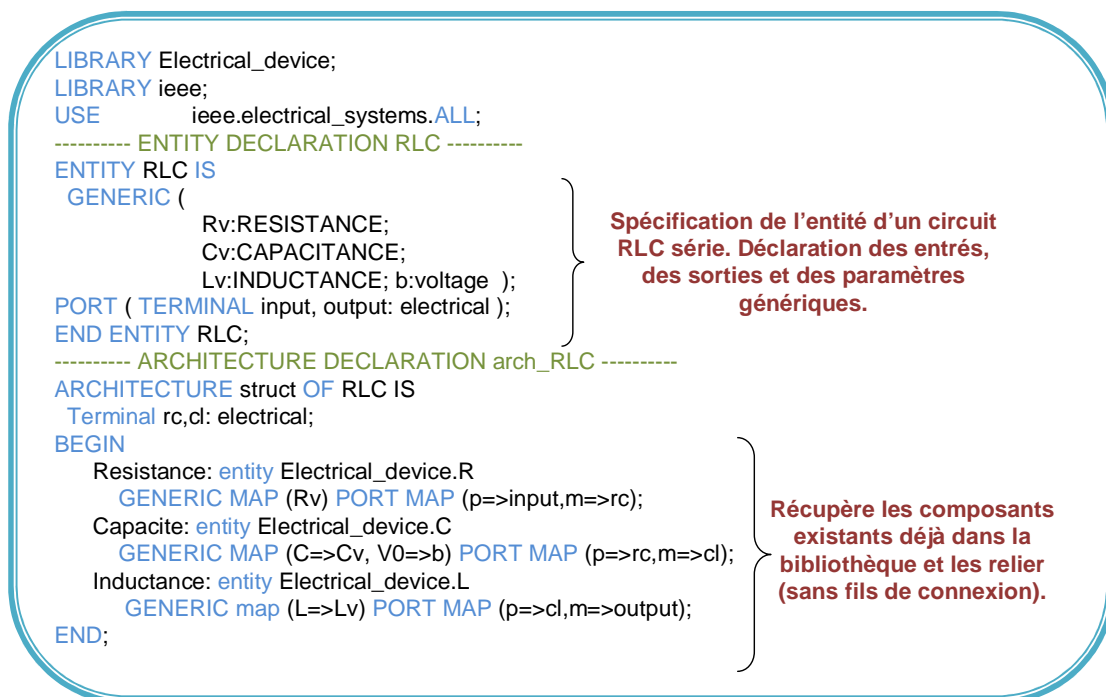 LIBRARY Electrical_device;
LIBRARY ieee;
USE ieee.electrical_systems.ALL;
---------- ENTITY DECLARATION RLC ----------
ENTITY RLC IS
GENERIC (
Rv:RESISTANCE;
Cv:CAPACITANCE;
Lv:INDUCTANCE; b:voltage );
PORT ( TERMINAL input, output: electrical );
END ENTITY RLC;
Spécification de l’entité d’un circuit
RLC série. Déclaration des entrés,
des sorties et des paramètres
génériques.
---------- ARCHITECTURE DECLARATION arch_RLC ----------
ARCHITECTURE struct OF RLC IS
Terminal rc,cl: electrical;
BEGIN
Resistance: entity Electrical_device.R
GENERIC MAP (Rv) PORT MAP (p=>input,m=>rc);
Capacite: entity Electrical_device.C
GENERIC MAP (C=>Cv, V0=>b) PORT MAP (p=>rc,m=>cl);
Inductance: entity Electrical_device.L
GENERIC map (L=>Lv) PORT MAP (p=>cl,m=>output);
END;
Récupère les composants
existants déjà dans la
bibliothèque et les relier
(sans fils de connexion).